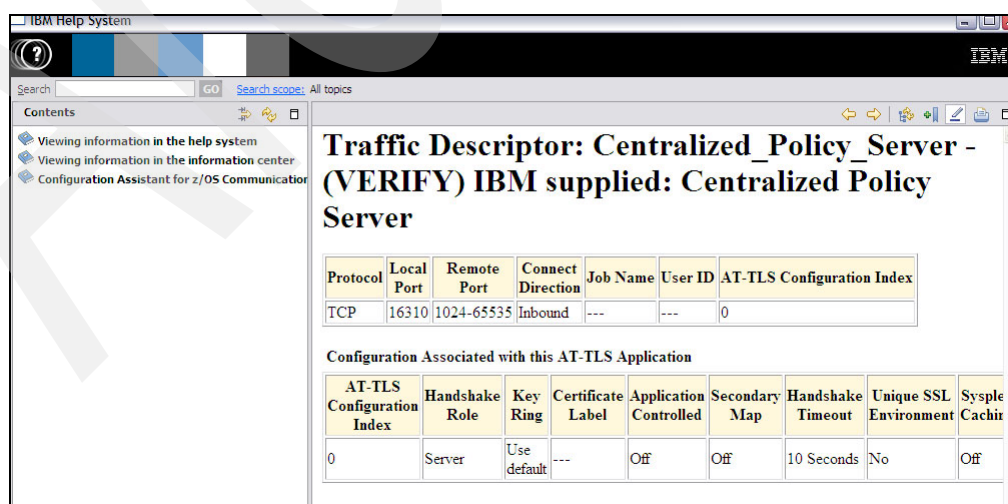 IBM Help System
IBM
Search GO Search scope: All topics
Contents
Viewing information in the help system
Viewing information in the information center
Configuration Assistant for z/OS Communication
Traffic Descriptor: Centralized_Policy_Server -
(VERIFY) IBM supplied: Centralized Policy
Server
Protocol Local Port Remote Port Connect Direction Job Name User ID AT-TLS Configuration Index
TCP 16310 1024-65535 Inbound --- --- 0
Configuration Associated with this AT-TLS Application
AT-TLS Configuration Index Handshake Role Key Ring Certificate Label Application Controlled Secondary Map Handshake Timeout Unique SSL Environment
0 Server Use default --- Off Off 10 Seconds No Off